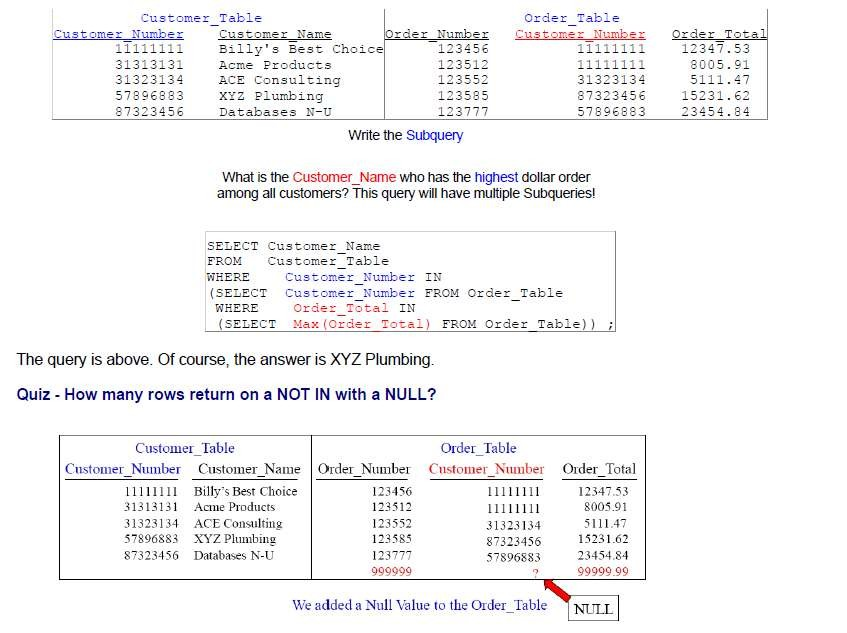 Customer_Table Order_Table
Customer_Number Customer_Name Order_Number Customer_Number Order_Total
11111111 Billy's Best Choice 123456 11111111 12347.53
31313131 Acme Products 123512 11111111 8005.91
31323134 ACE Consulting 123552 31323134 5111.47
57896883 XYZ Plumbing 123585 87323456 15231.62
87323456 Databases N-U 123777 57896883 23454.84
Write the Subquery
What is the Customer_Name who has the highest dollar order
among all customers? This query will have multiple Subqueries!
SELECT Customer_Name
FROM Customer_Table
WHERE Customer_Number IN
(SELECT Customer_Number FROM Order_Table
WHERE Order_Total IN
(SELECT Max(Order_Total) FROM Order_Table)) ;
The query is above. Of course, the answer is XYZ Plumbing.
Quiz - How many rows return on a NOT IN with a NULL?
Customer_Table Order_Table
Customer_Number Customer_Name Order_Number Customer_Number Order_Total
11111111 Billy's Best Choice 123456 11111111 12347.53
31313131 Acme Products 123512 11111111 8005.91
31323134 ACE Consulting 123552 31323134 5111.47
57896883 XYZ Plumbing 123585 87323456 15231.62
87323456 Databases N-U 123777 57896883 23454.84
999999 ? 99999.99
We added a Null Value to the Order_Table NULL